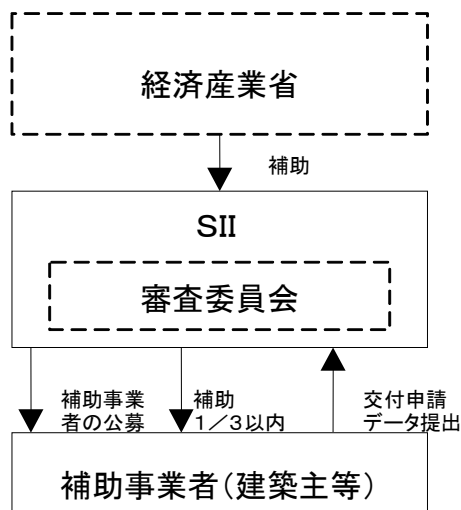 経済産業省
補助
SII
審査委員会
補助事業
者の公募
補助
1／3以内
交付申請
データ提出
補助事業者(建築主等)